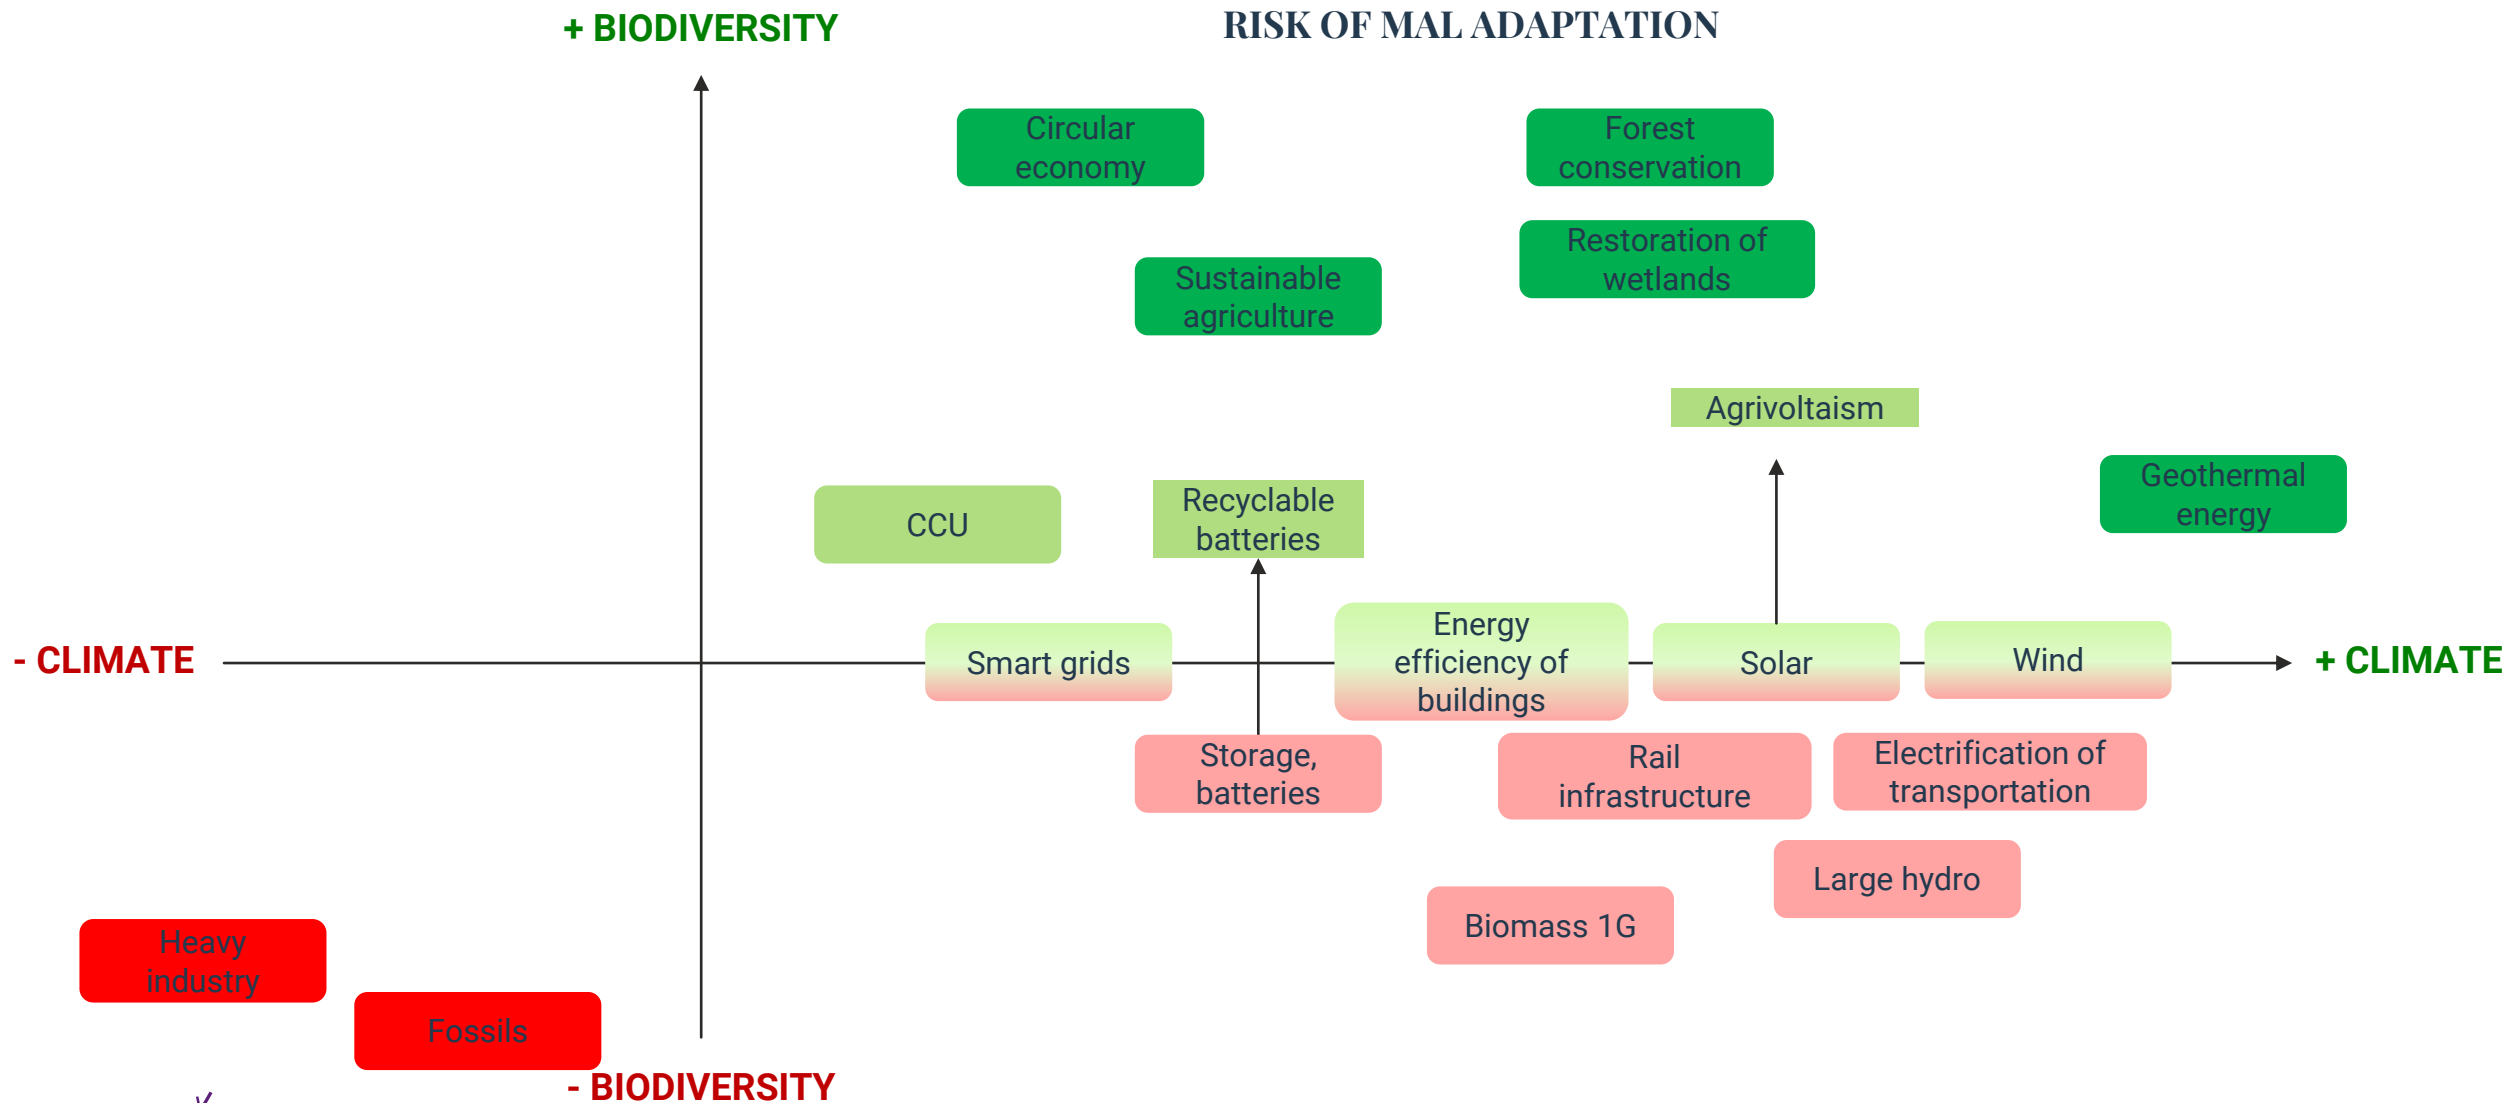 + BIODIVERSITY
RISK OF MAL ADAPTATION
Circular
economy
Forest
conservation
Restoration of
wetlands
Sustainable
agriculture
Agrivoltaism
Geothermal
energy
CCU
Recyclable
batteries
- CLIMATE
Smart grids
Energy
efficiency of
buildings
Solar
Wind
+ CLIMATE
Storage,
batteries
Rail
infrastructure
Electrification of
transportation
Large hydro
Biomass 1G
Heavy
industry
Fossils
- BIODIVERSITY